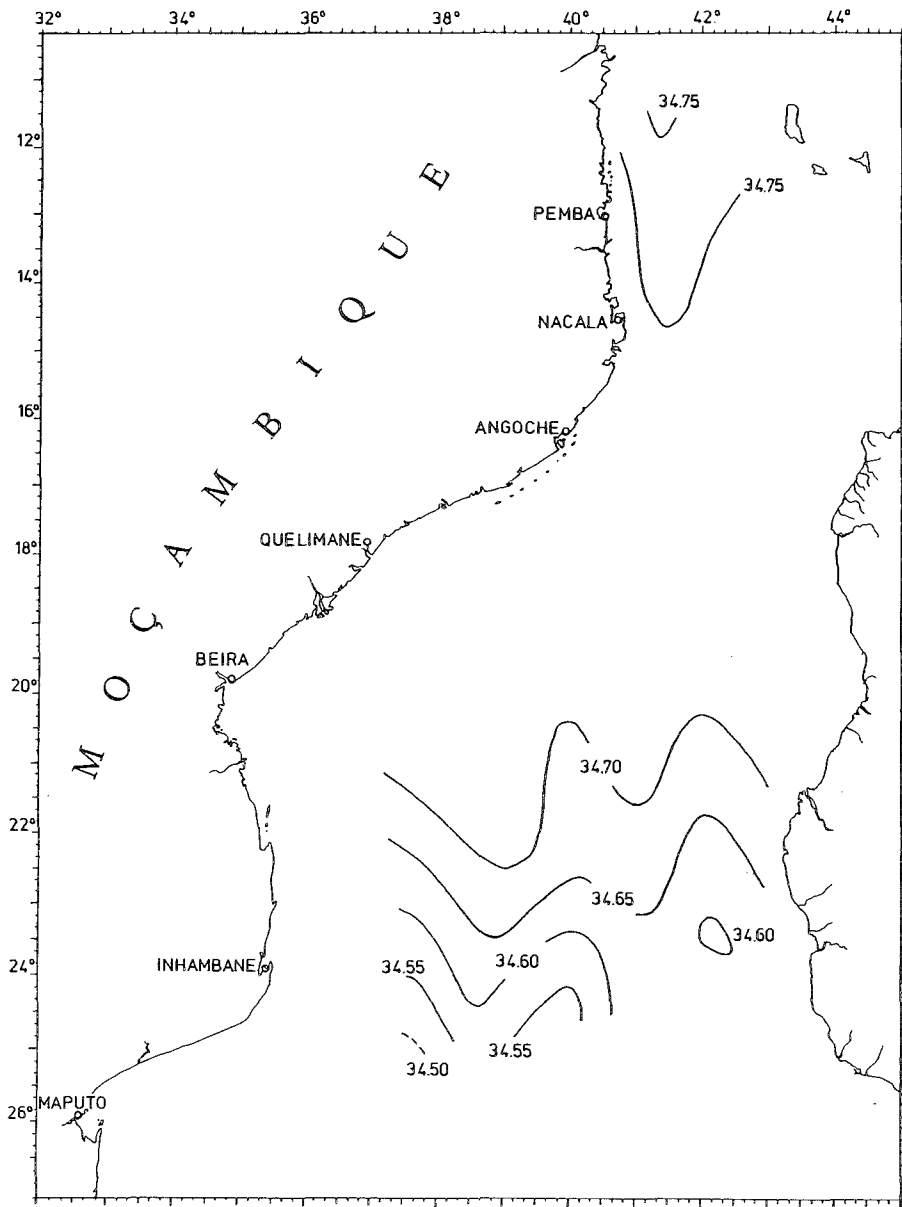 32° 34° 36° 38° 40° 42° 44°
34.75
12°
34.75
PEMBA
14°
NACALA
16°
ANGOCHE
QUELIMANE
18°
MOÇAMBIQUE
BEIRA
20°
34.70
22°
34.65
34.60
INHAMBANE
24°
34.55
34.60
34.55
34.50
MAPUTO
26°